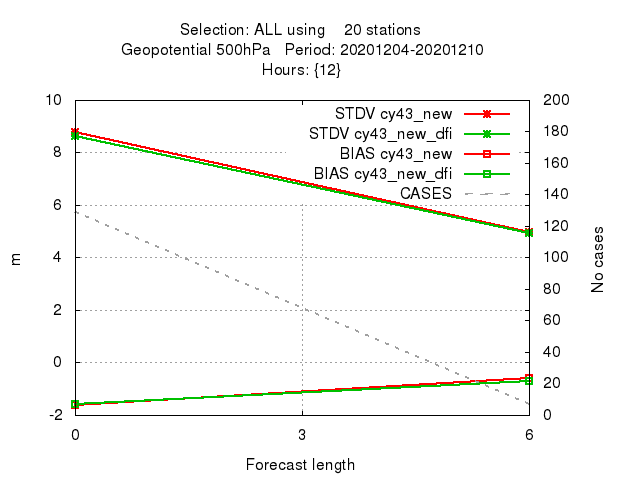 Selection: ALL using 20 stations
Geopotential 500hPa Period: 20201204-20201210
Hours: {12}
10
8
6
4
2
0
-2
m
STDV cy43_new
STDV cy43_new_dfi
BIAS cy43_new
BIAS cy43_new_dfi
CASES
200
180
160
140
120
100
80
60
40
20
0
No cases
0 3 6
Forecast length